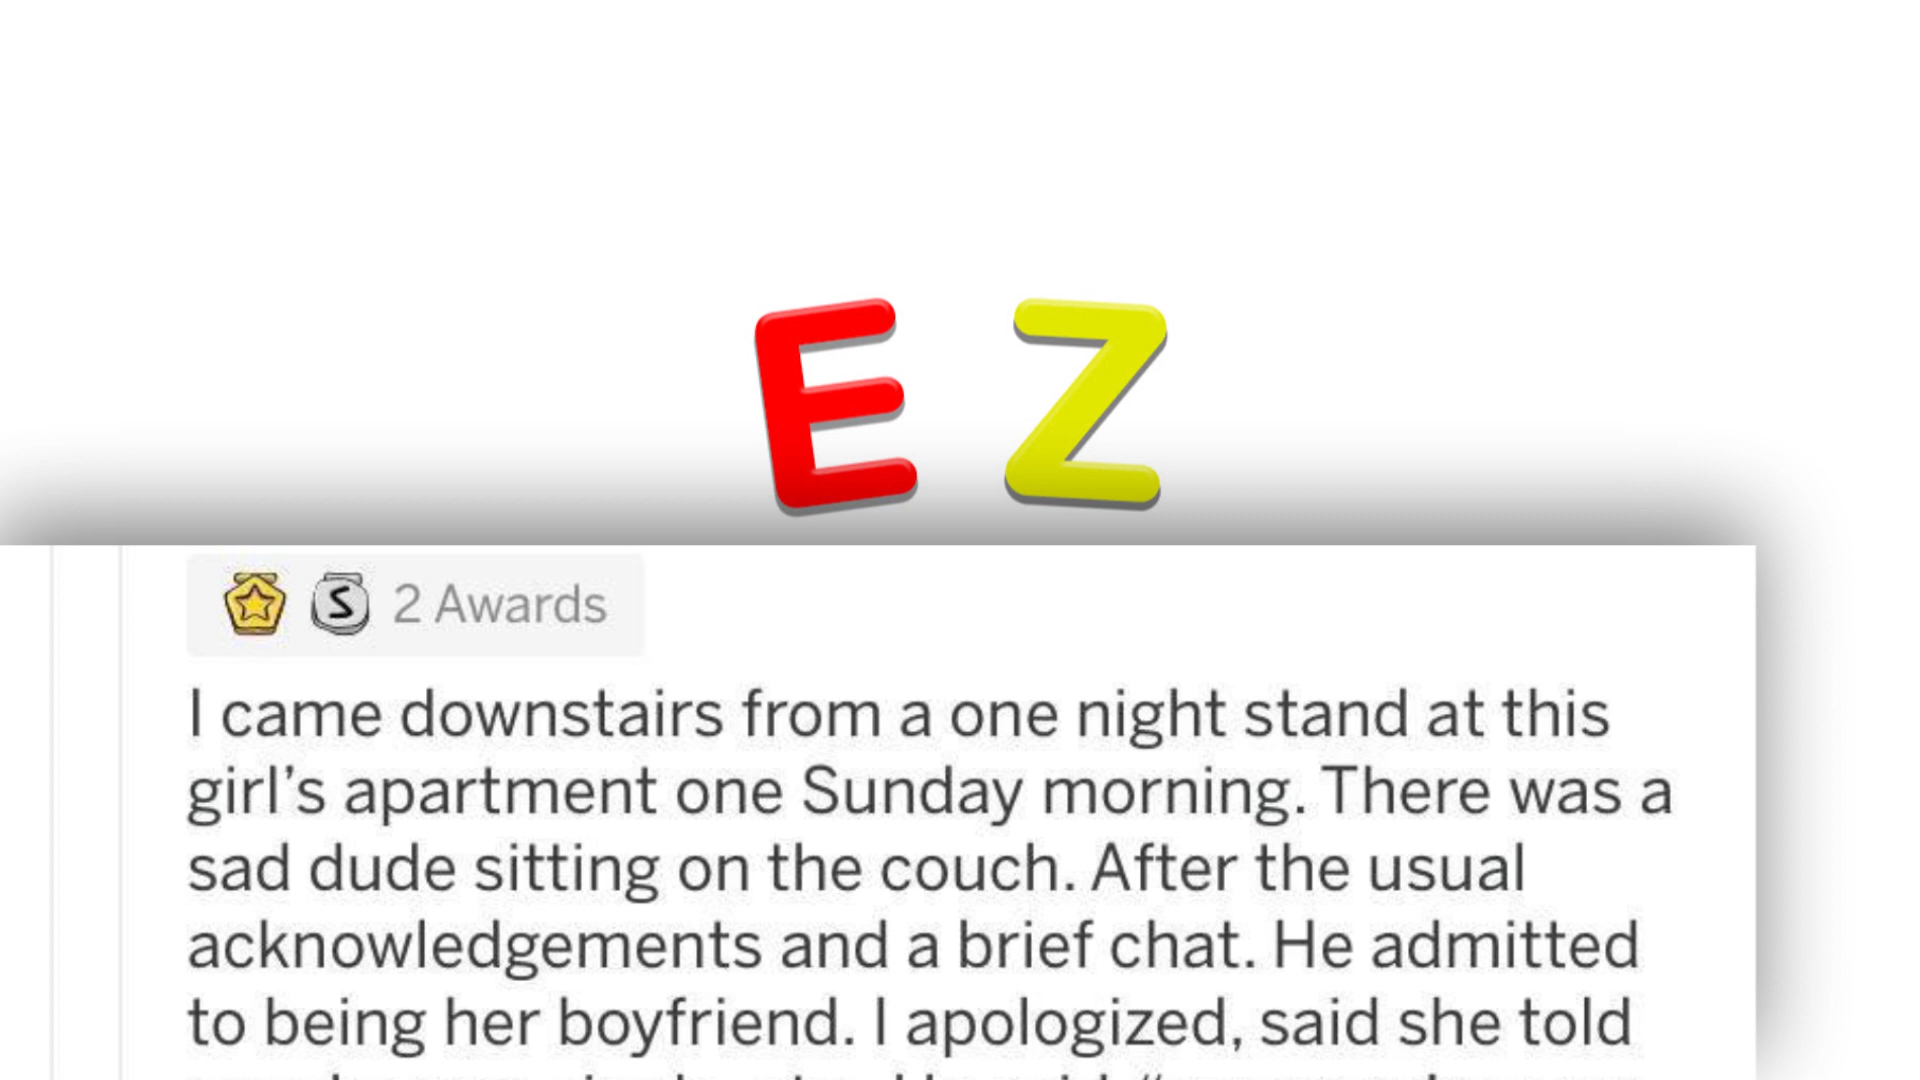 E Z
2 Awards
I came downstairs from a one night stand at this
girl's apartment one Sunday morning. There was a
sad dude sitting on the couch. After the usual
acknowledgements and a brief chat. He admitted
to being her boyfriend. I apologized, said she told